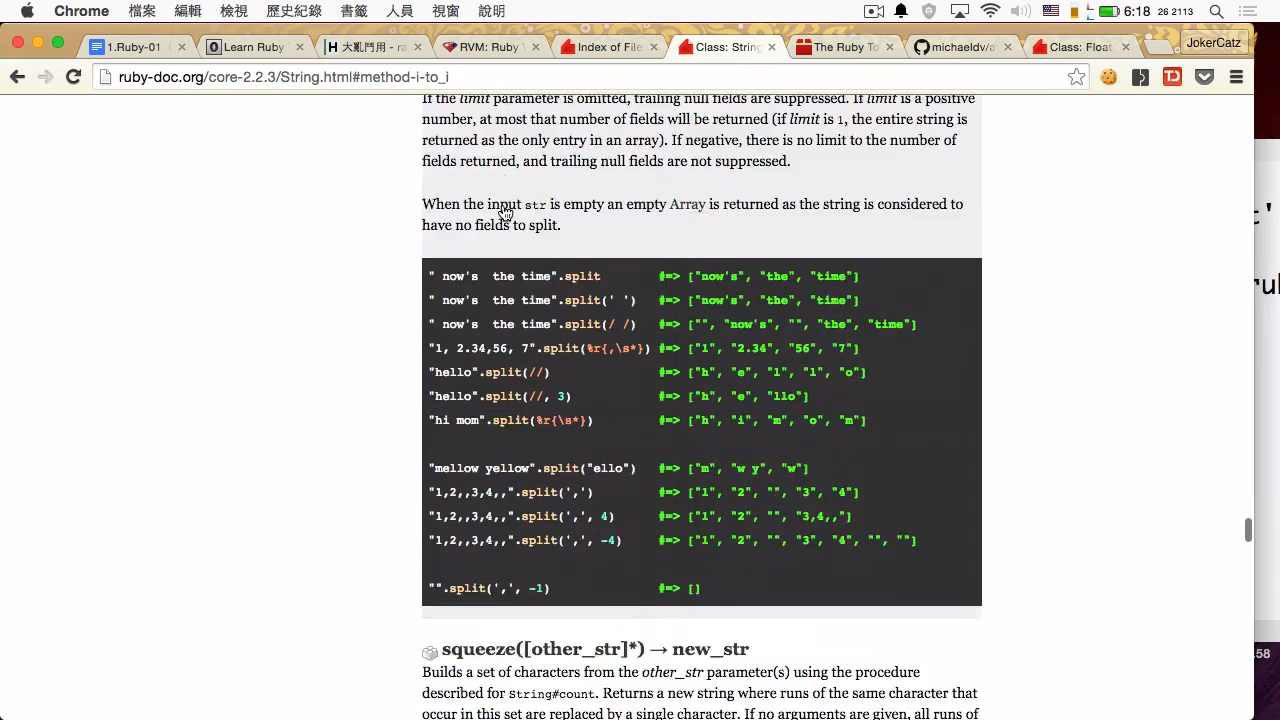 Chrome 檔案 編輯 檢視 歷史紀錄 書籤 人員 視窗 說明 6:18 26 2113
1.Ruby-01 Learn Ruby 大亂鬥用 - ra RVM: Ruby Index of File Class: String The Ruby To michaeldv/a Class: Float JokerCatz
ruby-doc.org/core-2.2.3/String.html#method-i-to_i
If the limit parameter is omitted, trailing null fields are suppressed. If limit is a positive
number, at most that number of fields will be returned (if limit is 1, the entire string is
returned as the only entry in an array). If negative, there is no limit to the number of
fields returned, and trailing null fields are not suppressed.
When the input str is empty an empty Array is returned as the string is considered to
have no fields to split.
" now's  the time".split #=> ["now's", "the", "time"]
" now's  the time".split(' ') #=> ["now's", "the", "time"]
" now's  the time".split(/ /) #=> ["", "now's", "", "the", "time"]
"1, 2.34,56, 7".split(%r{,\s*}) #=> ["1", "2.34", "56", "7"]
"hello".split(//) #=> ["h", "e", "l", "l", "o"]
"hello".split(//, 3) #=> ["h", "e", "llo"]
"hi mom".split(%r{\s*}) #=> ["h", "i", "m", "o", "m"]
"mellow yellow".split("ello") #=> ["m", "w y", "w"]
"1,2,,3,4,,".split(',') #=> ["1", "2", "", "3", "4"]
"1,2,,3,4,,".split(',', 4) #=> ["1", "2", "", "3,4,,"]
"1,2,,3,4,,".split(',', -4) #=> ["1", "2", "", "3", "4", "", ""]
"".split(',', -1) #=> []
squeeze([other_str]*) → new_str
Builds a set of characters from the other_str parameter(s) using the procedure
described for String#count. Returns a new string where runs of the same character that
occur in this set are replaced by a single character. If no arguments are given, all runs of